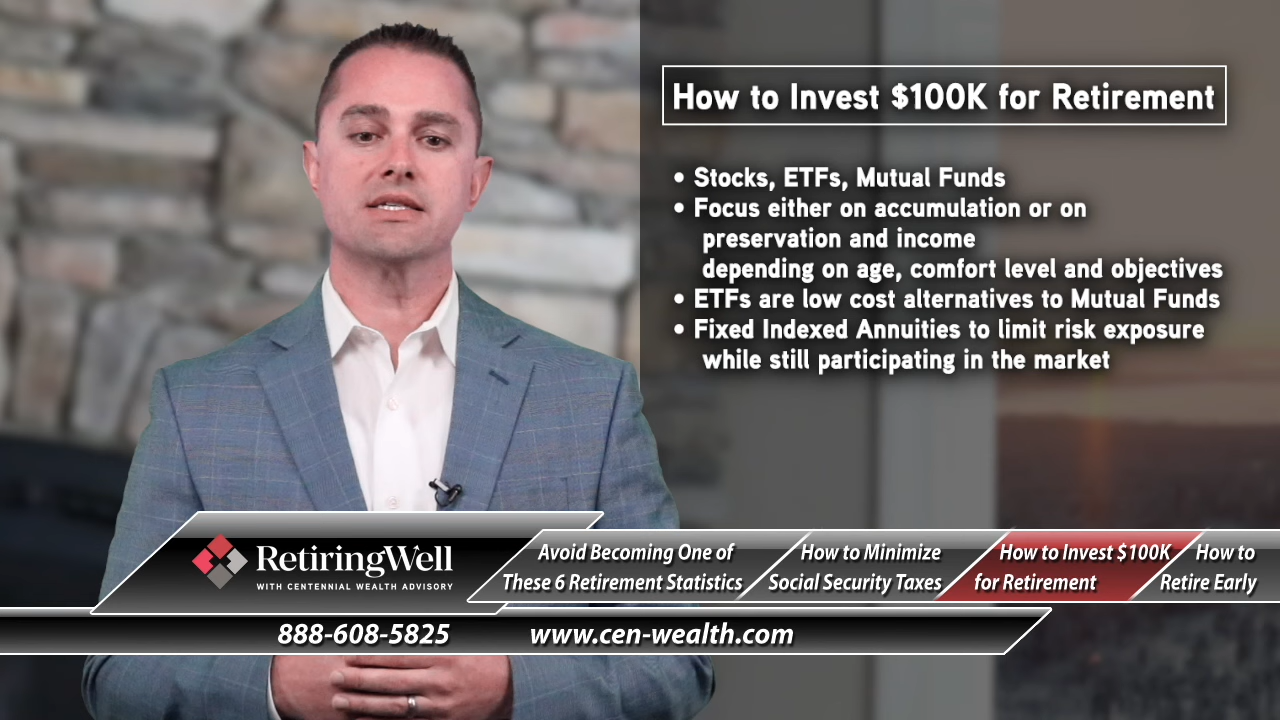 How to Invest $100K for Retirement
• Stocks, ETFs, Mutual Funds
• Focus either on accumulation or on
preservation and income
depending on age, comfort level and objectives
• ETFs are low cost alternatives to Mutual Funds
• Fixed Indexed Annuities to limit risk exposure
while still participating in the market
RetiringWell
WITH CENTENNIAL WEALTH ADVISORY
Avoid Becoming One of
These 6 Retirement Statistics
How to Minimize
Social Security Taxes
How to Invest $100K
for Retirement
How to
Retire Early
888-608-5825
www.cen-wealth.com